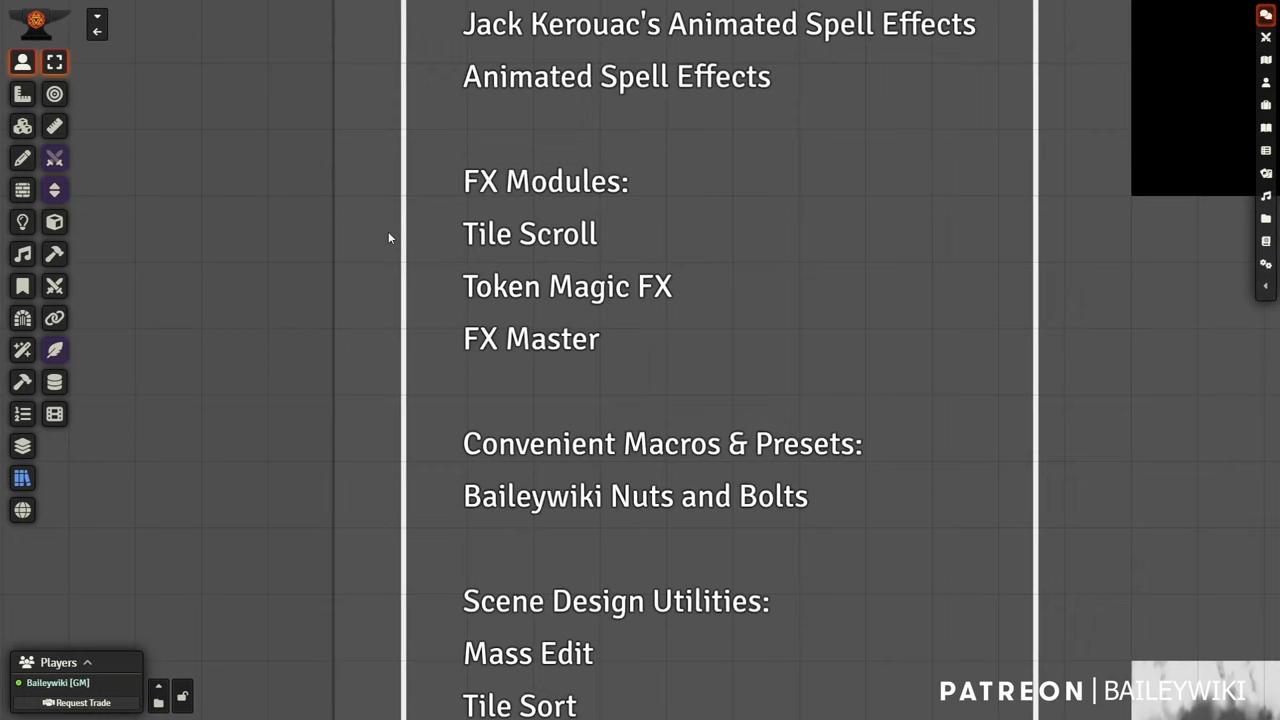 Jack Kerouac's Animated Spell Effects
Animated Spell Effects
FX Modules:
Tile Scroll
Token Magic FX
FX Master
Convenient Macros & Presets:
Baileywiki Nuts and Bolts
Scene Design Utilities:
Mass Edit
Tile Sort
Players
Baileywiki [GM]
Request Trade
PATREON | BAILEYWIKI